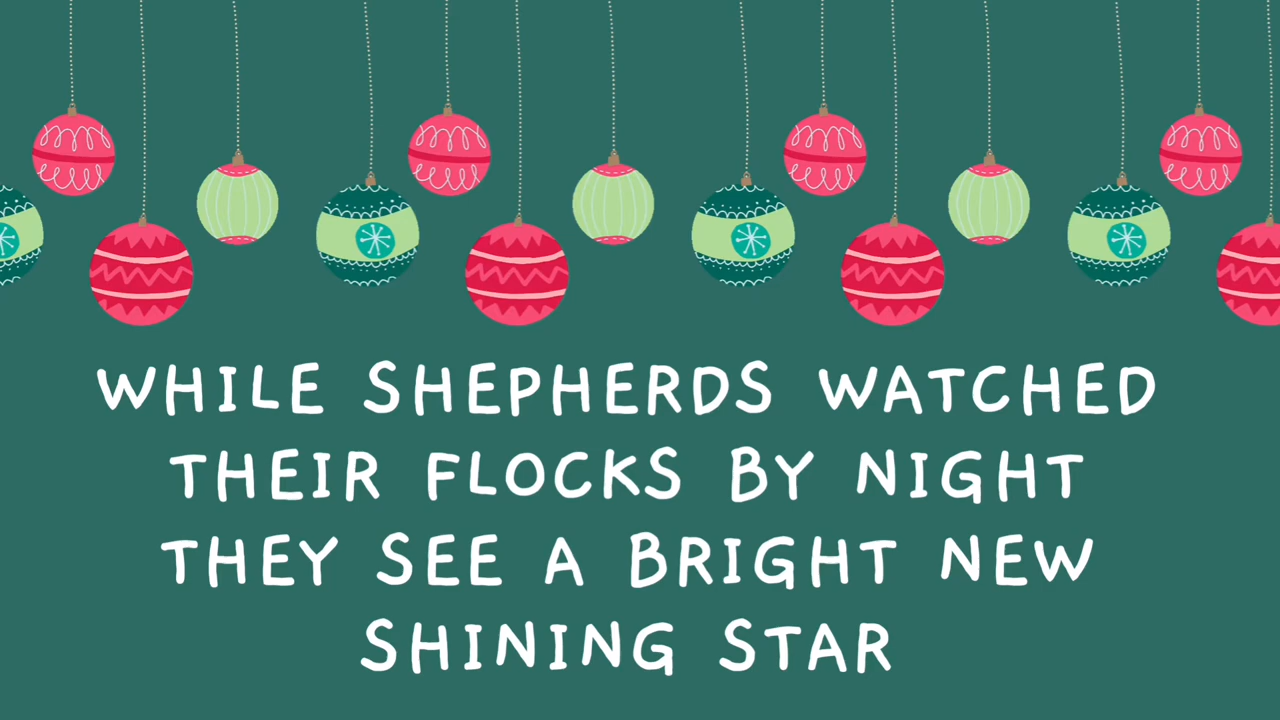 WHILE SHEPHERDS WATCHED
THEIR FLOCKS BY NIGHT
THEY SEE A BRIGHT NEW
SHINING STAR